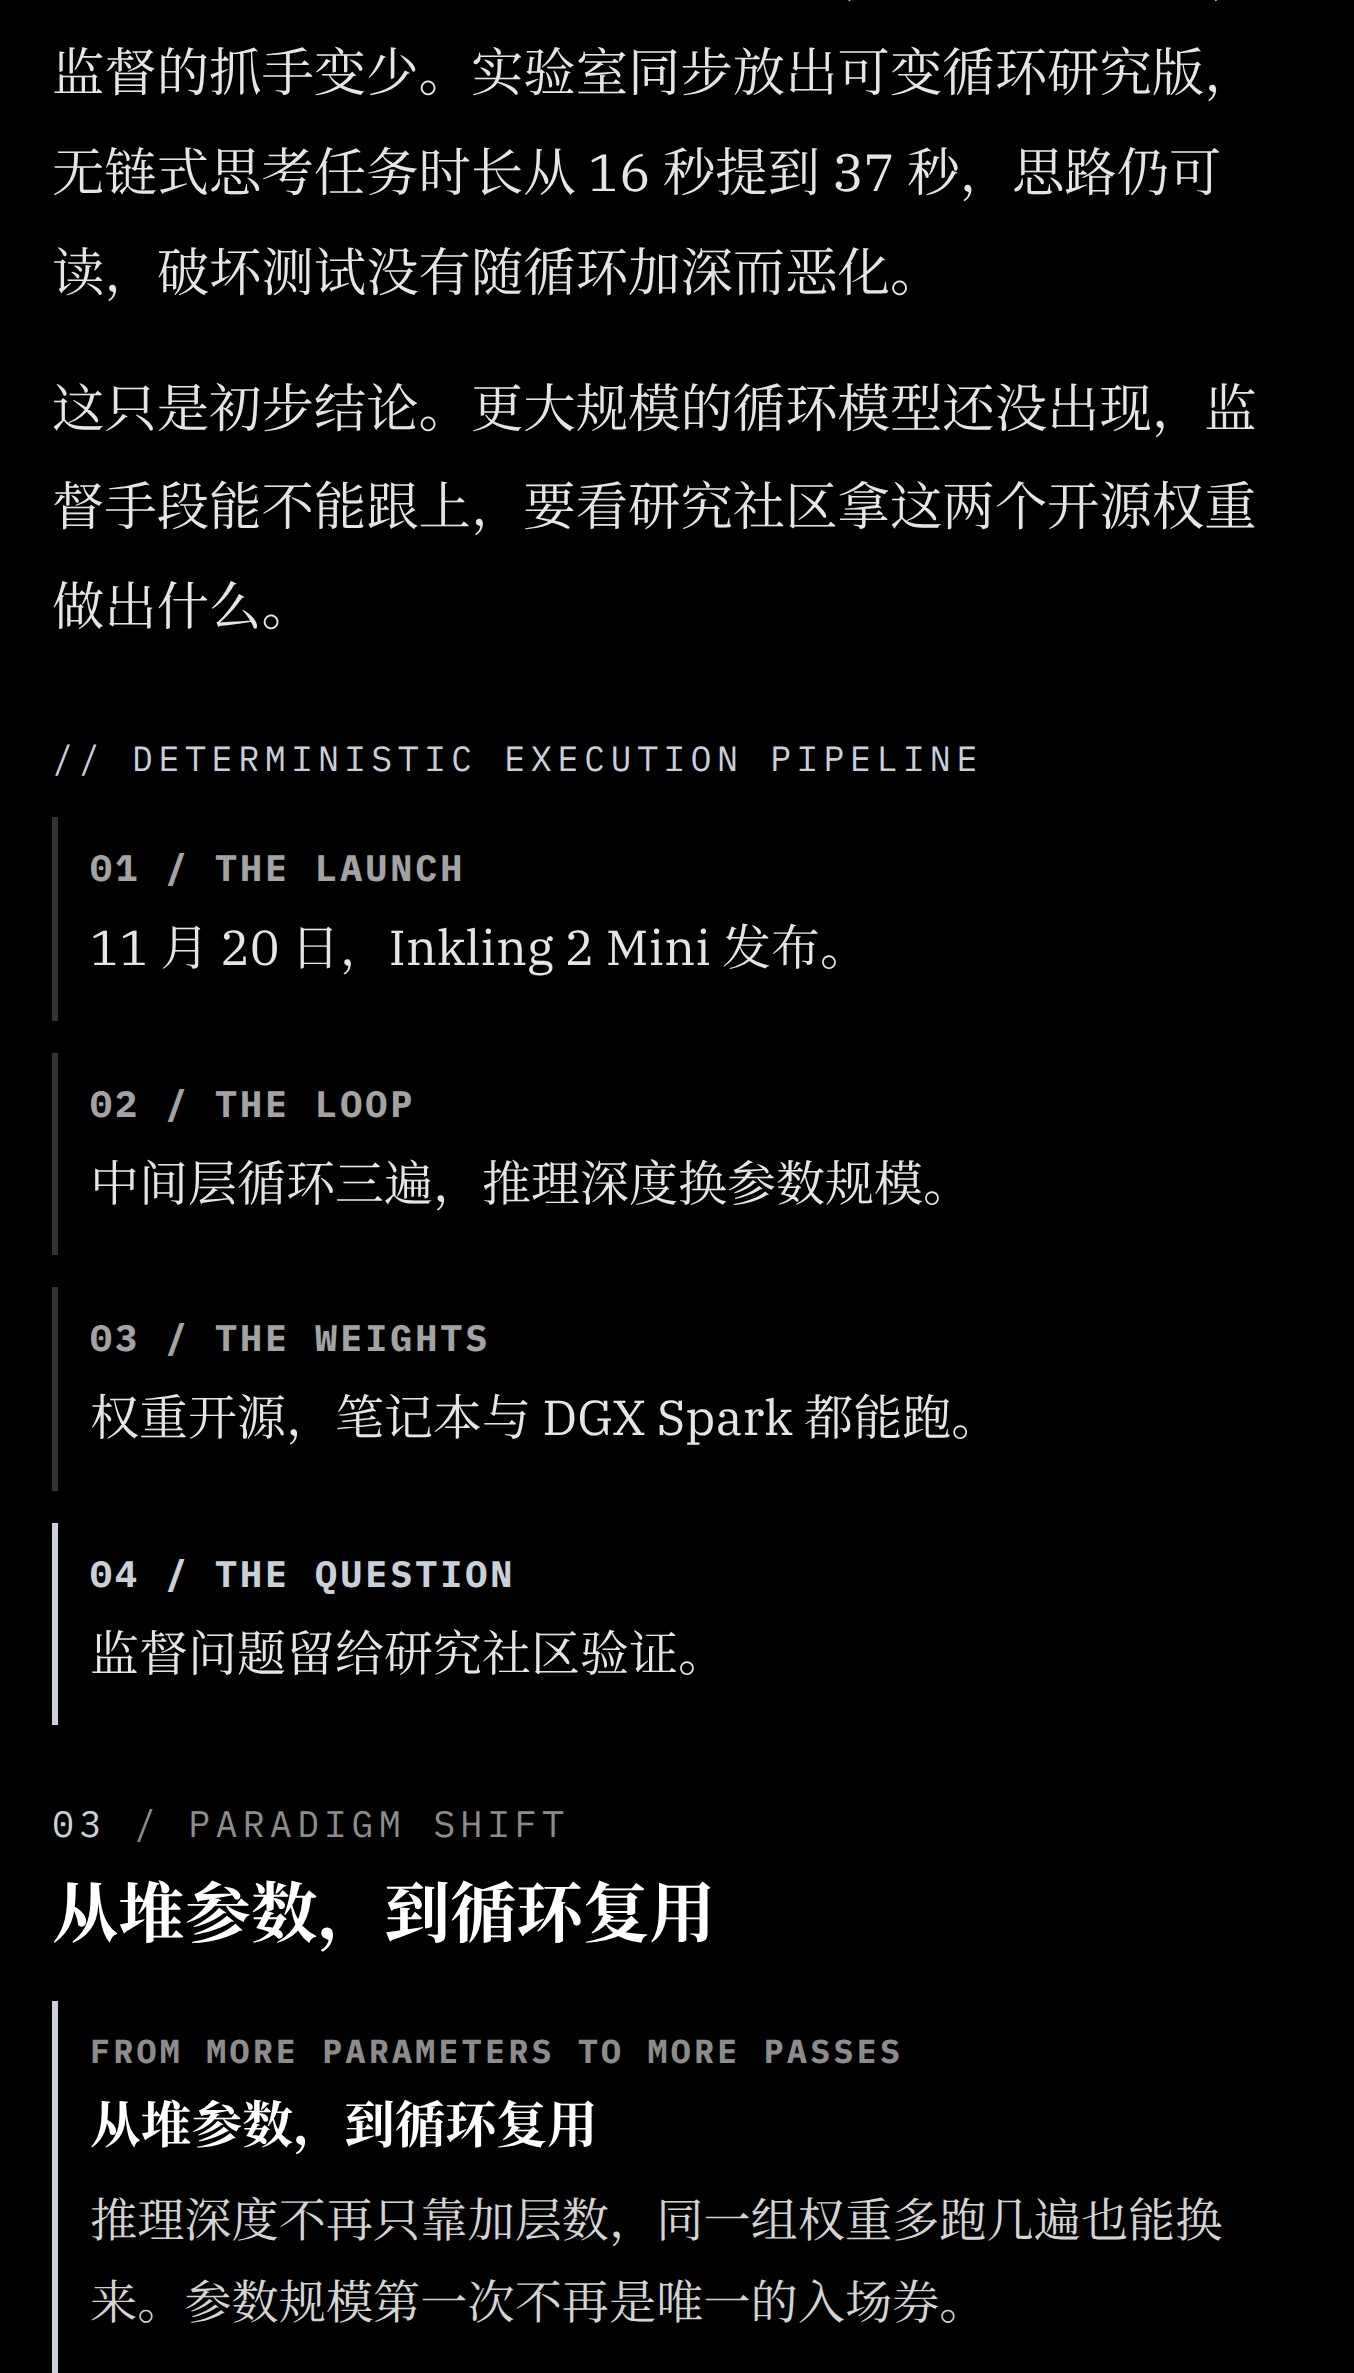 监督的抓手变少。实验室同步放出可变循环研究版，
无链式思考任务时长从 16 秒提到 37 秒，思路仍可
读，破坏测试没有随循环加深而恶化。
这只是初步结论。更大规模的循环模型还没出现，监
督手段能不能跟上，要看研究社区拿这两个开源权重
做出什么。
// DETERMINISTIC EXECUTION PIPELINE
01 / THE LAUNCH
11 月 20 日，Inkling 2 Mini 发布。
02 / THE LOOP
中间层循环三遍，推理深度换参数规模。
03 / THE WEIGHTS
权重开源，笔记本与 DGX Spark 都能跑。
04 / THE QUESTION
监督问题留给研究社区验证。
03 / PARADIGM SHIFT
从堆参数，到循环复用
FROM MORE PARAMETERS TO MORE PASSES
从堆参数，到循环复用
推理深度不再只靠加层数，同一组权重多跑几遍也能换
来。参数规模第一次不再是唯一的入场券。